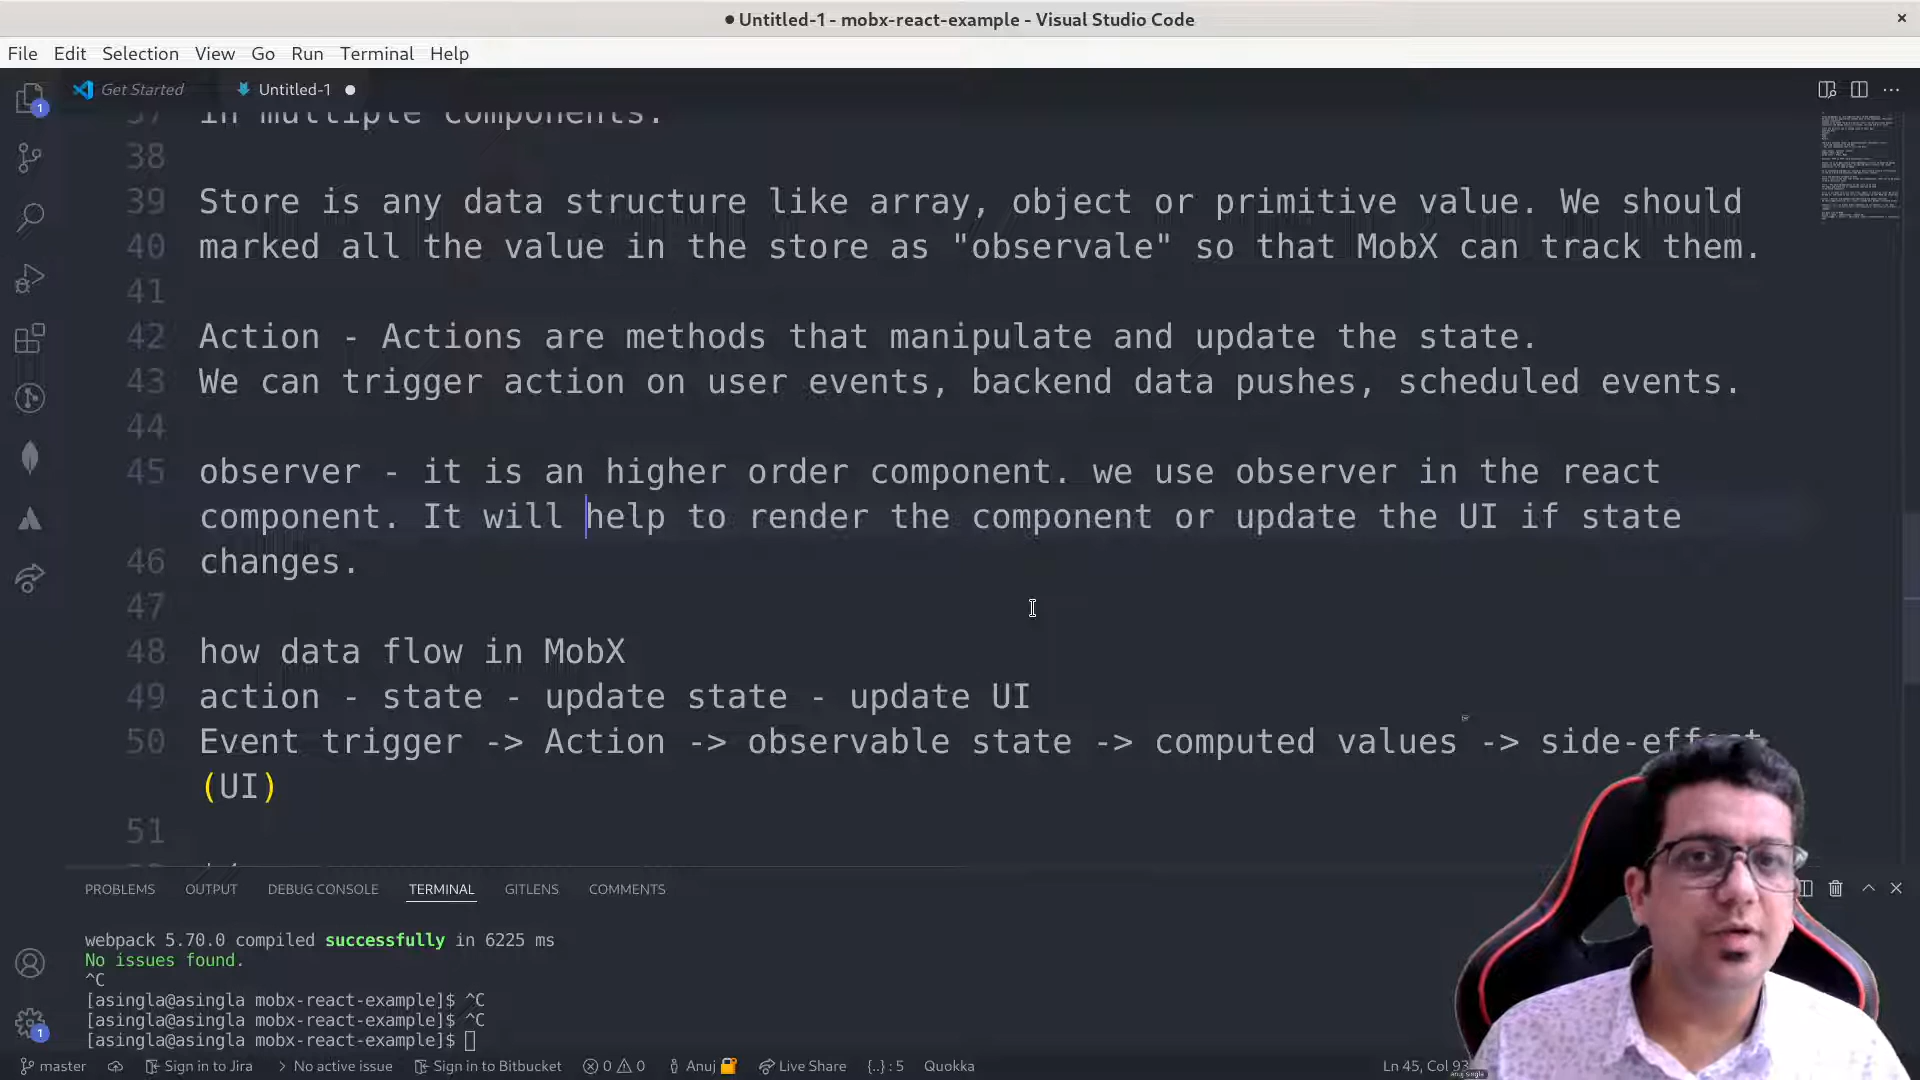 Untitled-1 - mobx-react-example - Visual Studio Code
File Edit Selection View Go Run Terminal Help
Get Started Untitled-1
37 in multiple components.
38
39 Store is any data structure like array, object or primitive value. We should
40 marked all the value in the store as "observale" so that MobX can track them.
41
42 Action - Actions are methods that manipulate and update the state.
43 We can trigger action on user events, backend data pushes, scheduled events.
44
45 observer - it is an higher order component. we use observer in the react
component. It will help to render the component or update the UI if state
46 changes.
47
48 how data flow in MobX
49 action - state - update state - update UI
50 Event trigger -> Action -> observable state -> computed values -> side-effect
(UI)
51
PROBLEMS OUTPUT DEBUG CONSOLE TERMINAL GITLENS COMMENTS
webpack 5.70.0 compiled successfully in 6225 ms
No issues found.
^C
[asingla@asingla mobx-react-example]$ ^C
[asingla@asingla mobx-react-example]$ ^C
[asingla@asingla mobx-react-example]$
master Sign in to Jira No active issue Sign in to Bitbucket 0 0 Anuj Live Share {..} : 5 Quokka Ln 45, Col 93
1
1